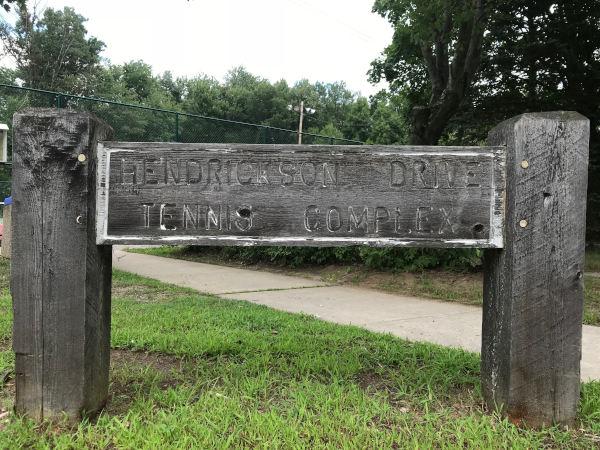 HENDRICKSON DRIVE
TENNIS COMPLEX